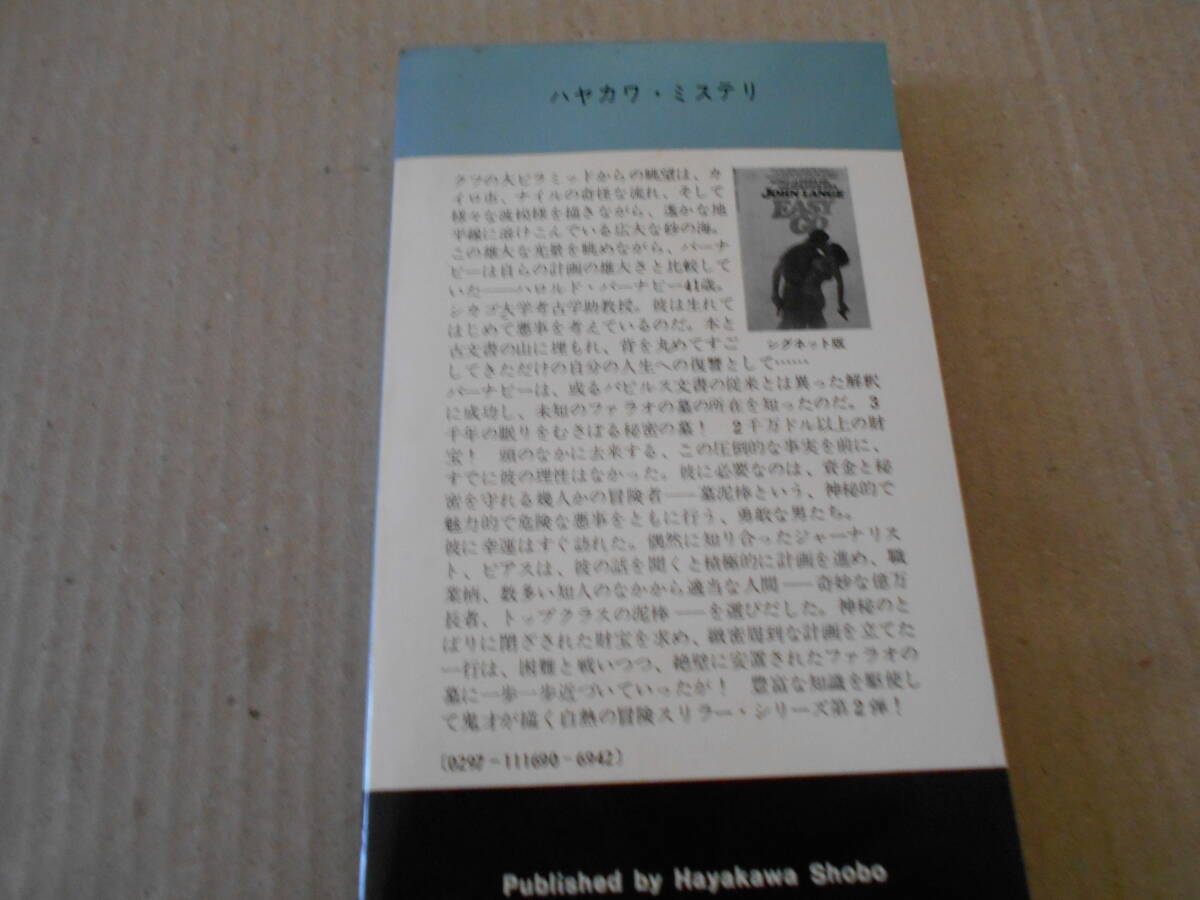 ハヤカワ・ミステリ
クフの大ピラミッドからの眺望は、カ
イロ市、ナイルの奇怪な流れ、そして
様々な波模様を描きながら、遙かな地
平線に溶けこんでいる広大な砂の海。
この雄大な光景を眺めながら、バーナ
ビーは自らの計画の雄大さと比較して
いた——ハロルド・バーナビー41歳。
シカゴ大学考古学助教授。彼は生れて
はじめて悪事を考えているのだ。本と
古文書の山に埋もれ、背を丸めてすご
してきただけの自分の人生への復讐として……
バーナビーは、或るパピルス文書の従来とは異った解釈
に成功し、未知のファラオの墓の所在を知ったのだ。3
千年の眠りをむさぼる秘密の墓！　2千万ドル以上の財
宝！　頭のなかに去来する、この圧倒的な事実を前に、
すでに彼の理性はなかった。彼に必要なのは、資金と秘
密を守れる幾人かの冒険者——墓泥棒という、神秘的で
魅力的で危険な悪事をともに行う、勇敢な男たち。
彼に幸運はすぐ訪れた。偶然に知り合ったジャーナリス
ト、ピアスは、彼の話を聞くと積極的に計画を進め、職
業柄、数多い知人のなかから適当な人間——奇妙な億万
長者、トップクラスの泥棒——を選びだした。神秘のと
ばりに閉ざされた財宝を求め、緻密周到な計画を立てた
一行は、困難と戦いつつ、絶壁に安置されたファラオの
墓に一歩一歩近づいていったが！　豊富な知識を駆使し
て鬼才が描く白熱の冒険スリラー・シリーズ第2弾！
JOHN LANGE
EASY
GO
シグネット版
〔0297-111690-6942〕
Published by Hayakawa Shobo